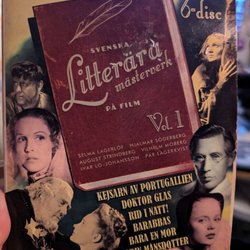 6-disc
SVENSKA
Litterära
mästerverk
PÅ FILM
Vol. 1
SELMA LAGERLÖF HJALMAR SÖDERBERG
AUGUST STRINDBERG VILHELM MOBERG
IVAR LO-JOHANSSON PÄR LAGERKVIST
KEJSARN AV PORTUGALLIEN
DOKTOR GLAS
RID I NATT!
BARABBAS
BARA EN MOR
MANSDOTTER